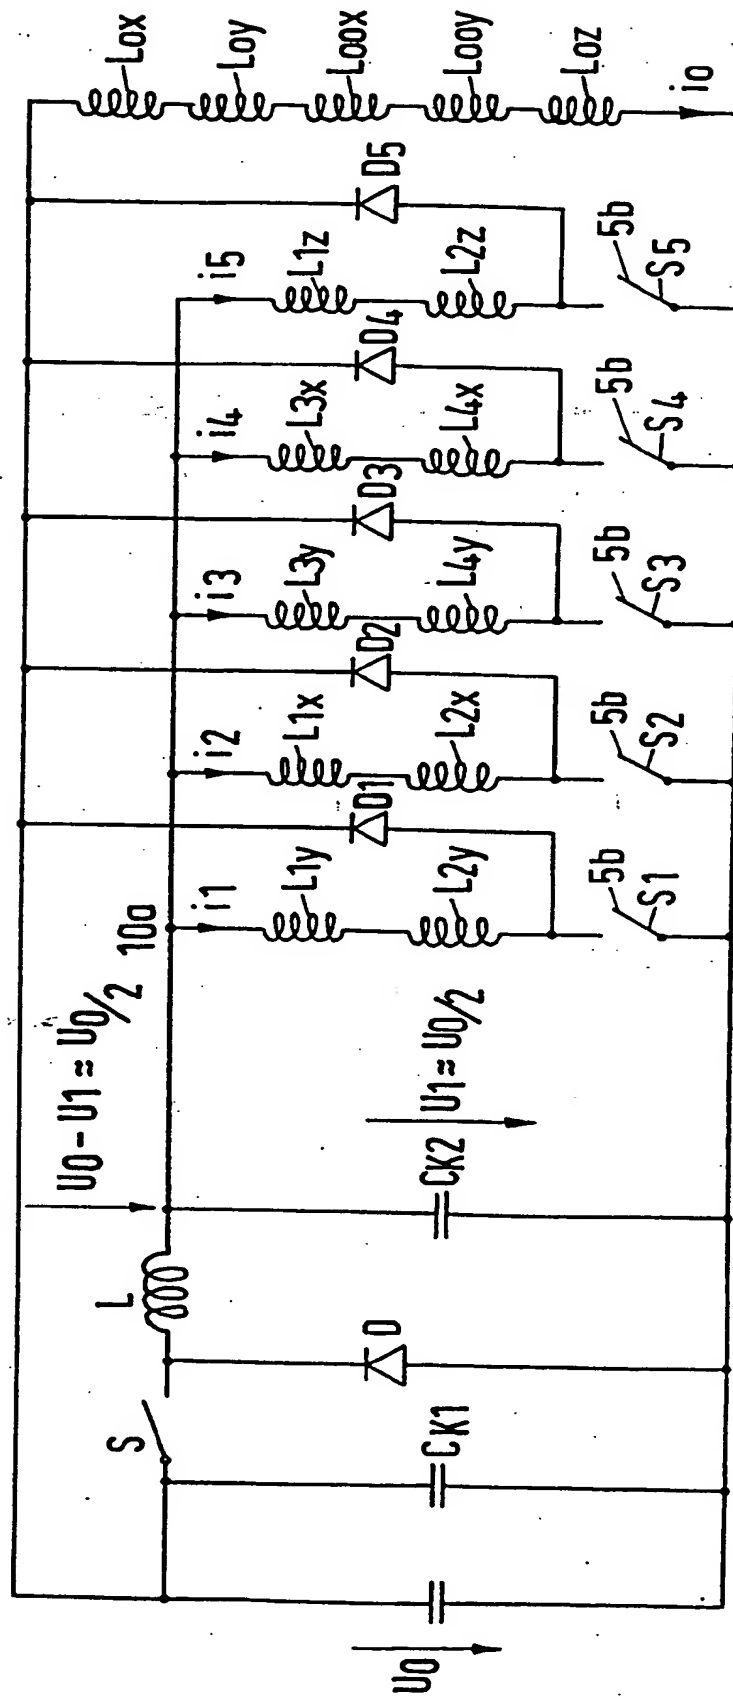 U0
S
CK1
D
L
U0 - U1 ≈ U0/2
CK2
U1 ≈ U0/2
10a
i1
L1y
L2y
D1
5b
S1
i2
L1x
L2x
D2
5b
S2
i3
L3y
L4y
D3
5b
S3
i4
L3x
L4x
D4
5b
S4
i5
L1z
L2z
D5
5b
S5
Lox
Loy
Loox
Looy
Loz
i0